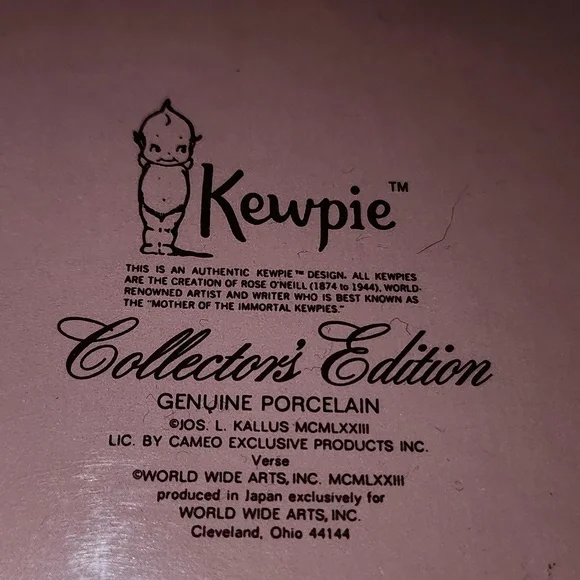 Kewpie™
THIS IS AN AUTHENTIC KEWPIE™ DESIGN. ALL KEWPIES
ARE THE CREATION OF ROSE O'NEILL (1874 to 1944), WORLD-
RENOWNED ARTIST AND WRITER WHO IS BEST KNOWN AS
THE "MOTHER OF THE IMMORTAL KEWPIES."
Collector's Edition
GENUINE PORCELAIN
©JOS. L. KALLUS MCMLXXIII
LIC. BY CAMEO EXCLUSIVE PRODUCTS INC.
Verse
©WORLD WIDE ARTS, INC. MCMLXXIII
produced in Japan exclusively for
WORLD WIDE ARTS, INC.
Cleveland, Ohio 44144